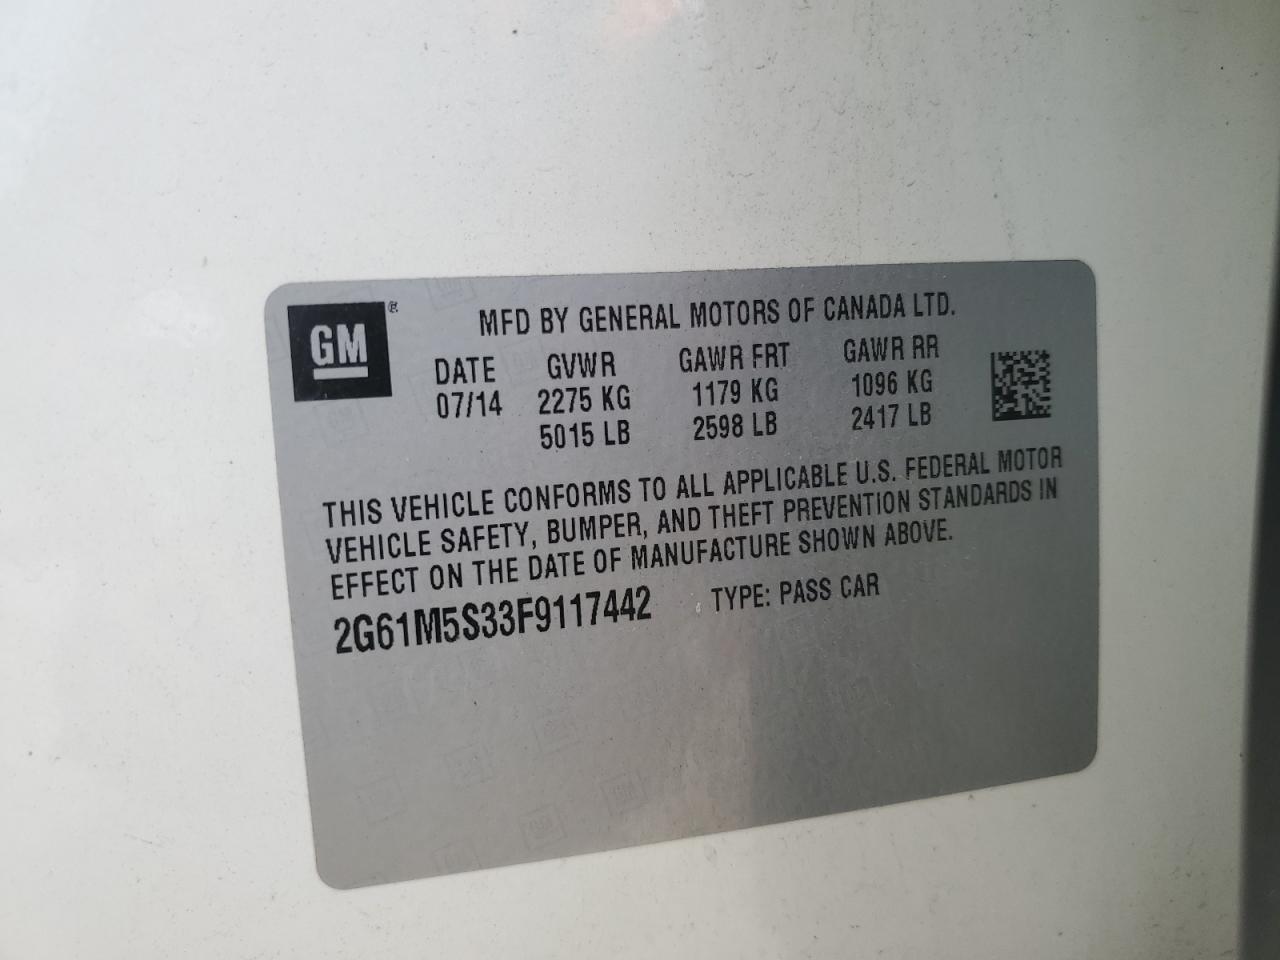 GM ®
MFD BY GENERAL MOTORS OF CANADA LTD.
DATE GVWR GAWR FRT GAWR RR
07/14 2275 KG 1179 KG 1096 KG
5015 LB 2598 LB 2417 LB
THIS VEHICLE CONFORMS TO ALL APPLICABLE U.S. FEDERAL MOTOR
VEHICLE SAFETY, BUMPER, AND THEFT PREVENTION STANDARDS IN
EFFECT ON THE DATE OF MANUFACTURE SHOWN ABOVE.
2G61M5S33F9117442 TYPE: PASS CAR